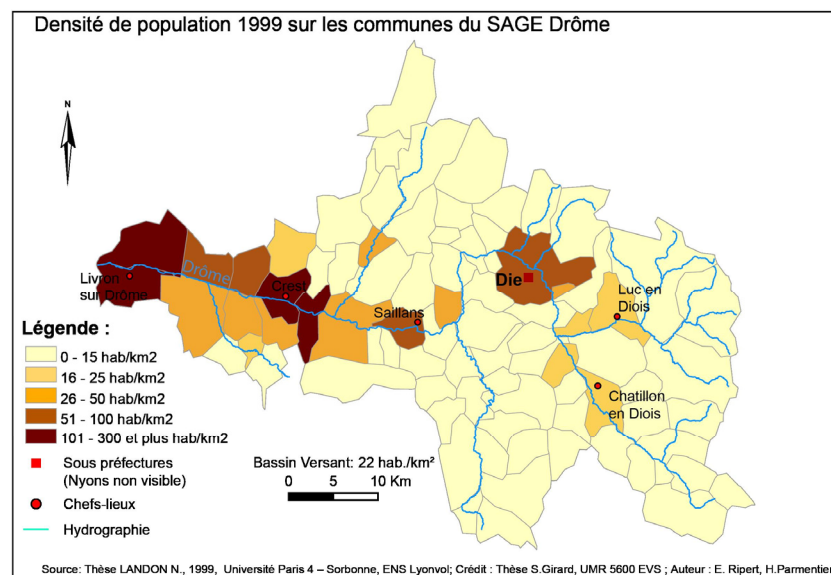 Densité de population 1999 sur les communes du SAGE Drôme
N
Drôme
Livron
sur Drôme
Crest
Saillans
Die
Luc en
Diois
Chatillon
en Diois
Légende :
0 - 15 hab/km2
16 - 25 hab/km2
26 - 50 hab/km2
51 - 100 hab/km2
101 - 300 et plus hab/km2
Sous préfectures
(Nyons non visible)
Chefs-lieux
Hydrographie
Bassin Versant: 22 hab./km²
0 5 10 Km
Source: Thèse LANDON N., 1999, Université Paris 4 – Sorbonne, ENS Lyonvol; Crédit : Thèse S.Girard, UMR 5600 EVS ; Auteur : E. Ripert, H.Parmentier